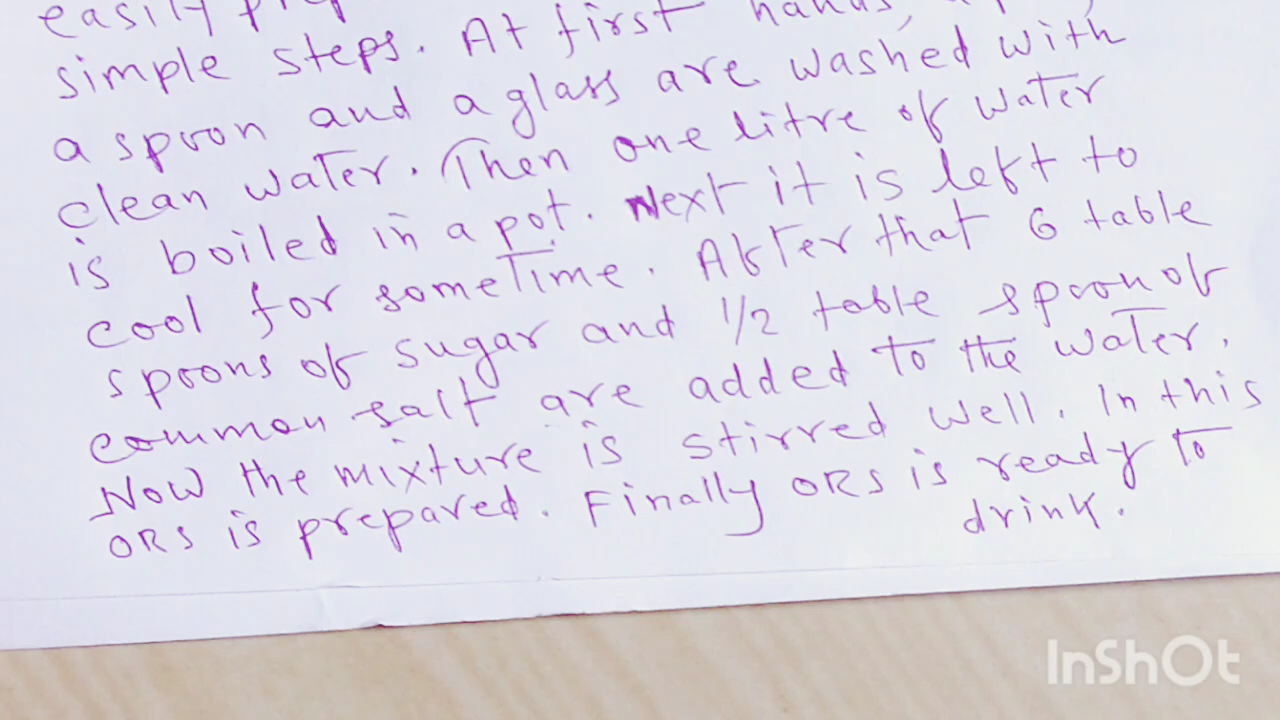 easily
simple steps. At first hands,
a spoon and a glass are washed with
clean water. Then one litre of water
is boiled in a pot. Next it is left to
cool for sometime. After that 6 table
spoons of sugar and 1/2 table spoon of
common salt are added to the water.
Now the mixture is stirred well. In this
ORS is prepared. Finally ORS is ready to
drink.
InShOt